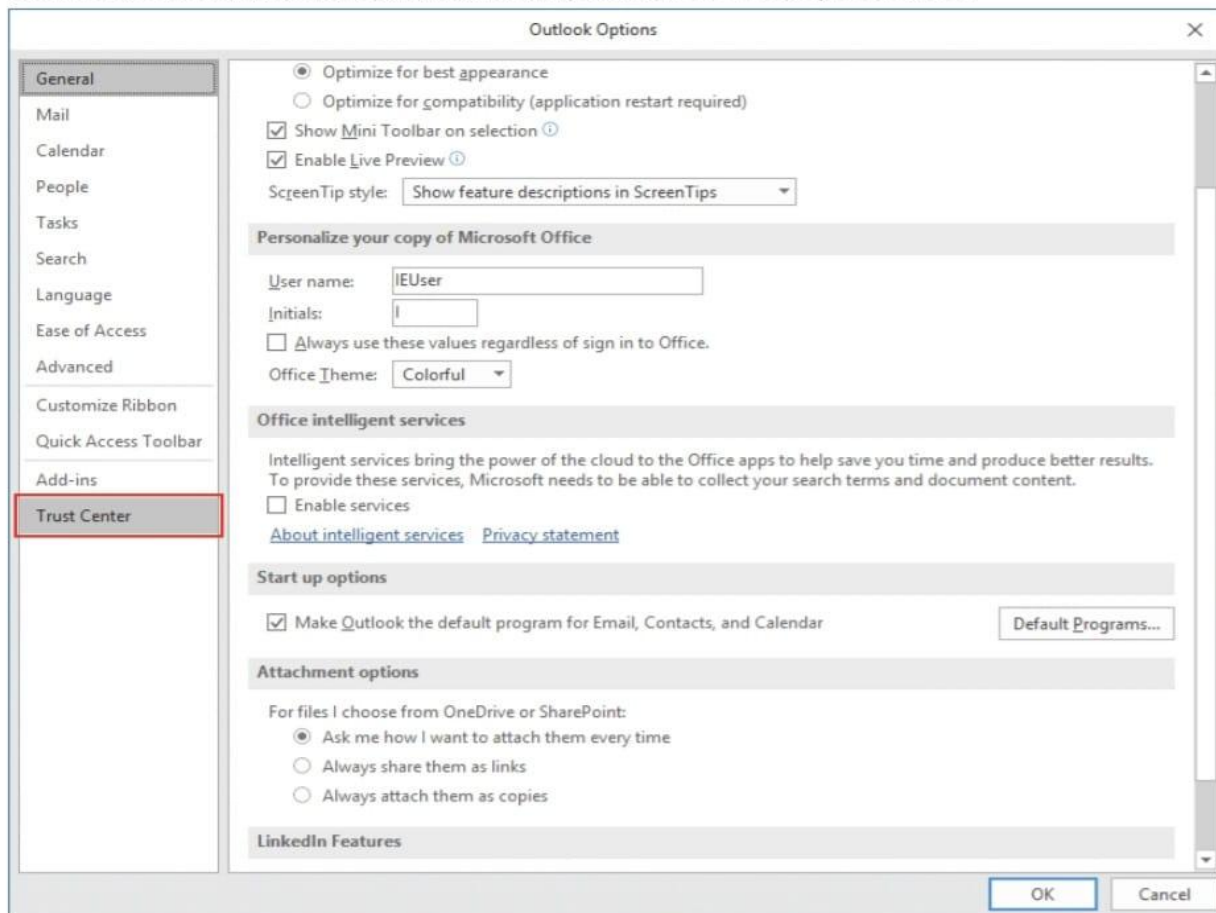 Outlook Options
General
Mail
Calendar
People
Tasks
Search
Language
Ease of Access
Advanced
Customize Ribbon
Quick Access Toolbar
Add-ins
Trust Center
Optimize for best appearance
Optimize for compatibility (application restart required)
Show Mini Toolbar on selection
Enable Live Preview
ScreenTip style: Show feature descriptions in ScreenTips
Personalize your copy of Microsoft Office
User name: IEUser
Initials: I
Always use these values regardless of sign in to Office.
Office Theme: Colorful
Office intelligent services
Intelligent services bring the power of the cloud to the Office apps to help save you time and produce better results.
To provide these services, Microsoft needs to be able to collect your search terms and document content.
Enable services
About intelligent services Privacy statement
Start up options
Make Outlook the default program for Email, Contacts, and Calendar Default Programs...
Attachment options
For files I choose from OneDrive or SharePoint:
Ask me how I want to attach them every time
Always share them as links
Always attach them as copies
LinkedIn Features
OK Cancel